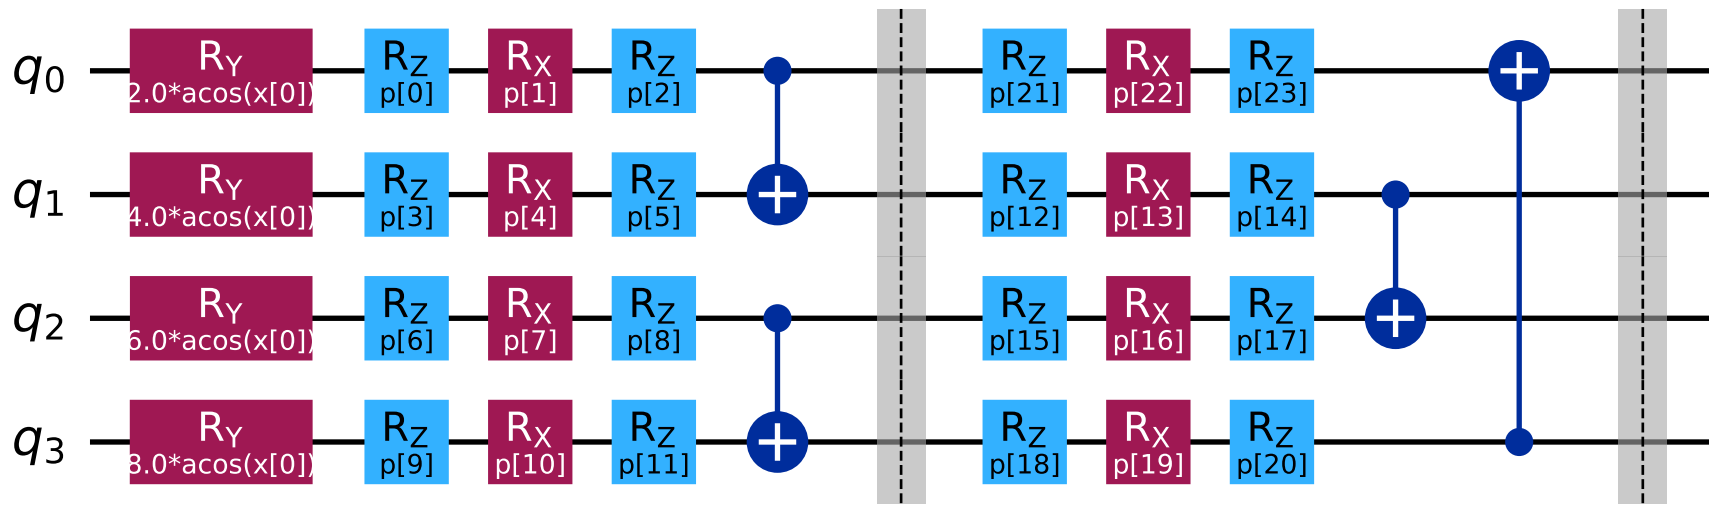 q0 RY RZ RX RZ RZ RX RZ
2.0*acos(x[0]) p[0] p[1] p[2] p[21] p[22] p[23]
q1 RY RZ RX RZ RZ RX RZ
4.0*acos(x[0]) p[3] p[4] p[5] p[12] p[13] p[14]
q2 RY RZ RX RZ RZ RX RZ
6.0*acos(x[0]) p[6] p[7] p[8] p[15] p[16] p[17]
q3 RY RZ RX RZ RZ RX RZ
8.0*acos(x[0]) p[9] p[10] p[11] p[18] p[19] p[20]